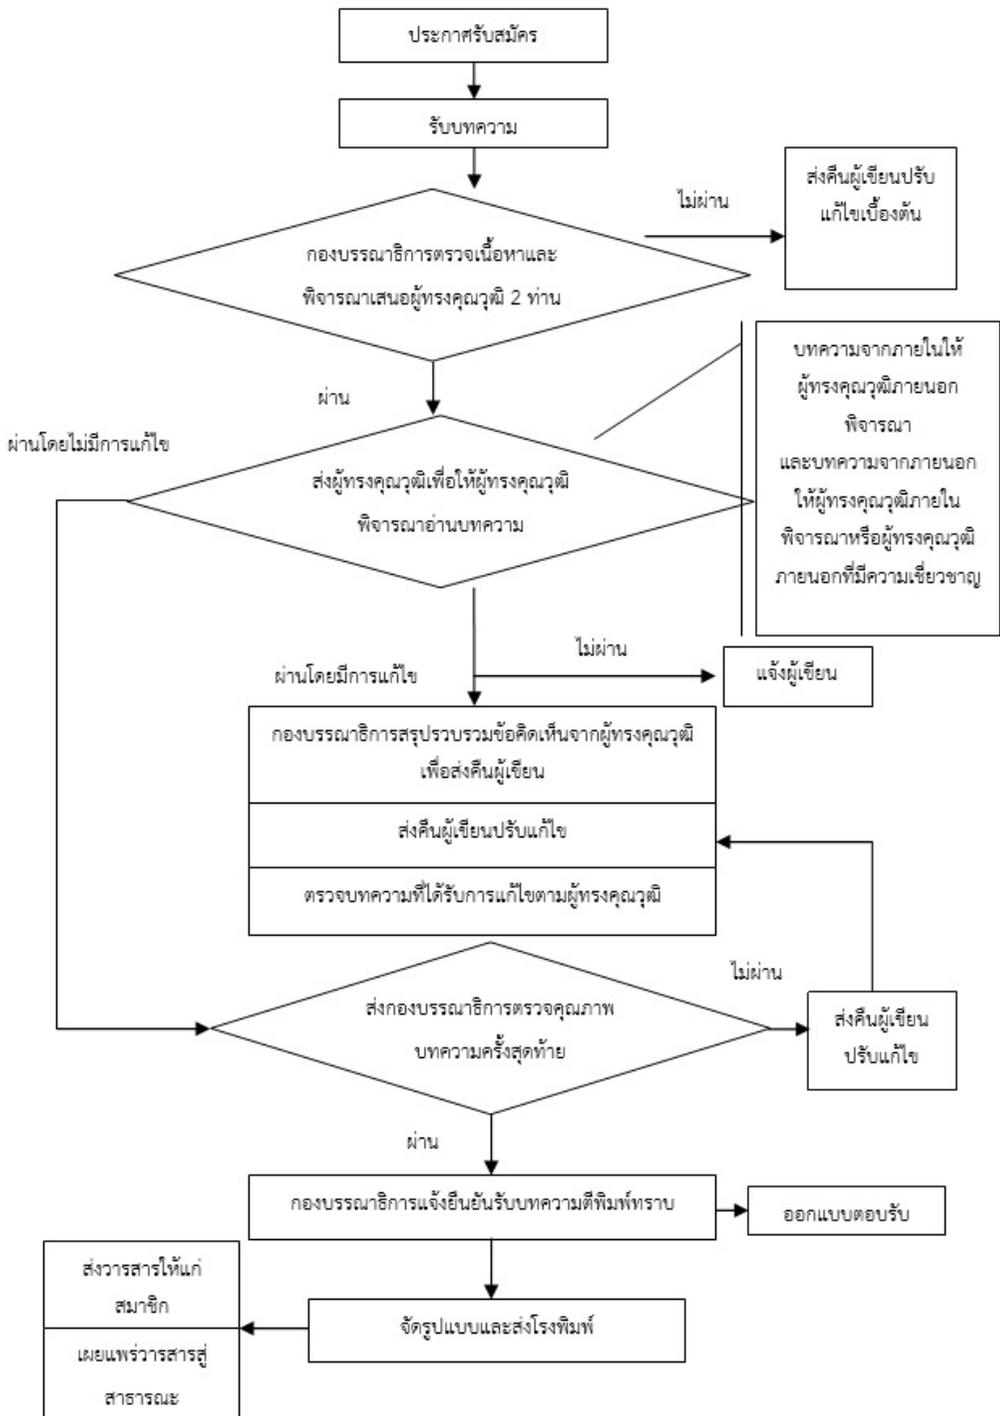 ประกาศรับสมัคร
รับบทความ
ไม่ผ่าน
ส่งคืนผู้เขียนปรับ
แก้ไขเบื้องต้น
กองบรรณาธิการตรวจเนื้อหาและ
พิจารณาเสนอผู้ทรงคุณวุฒิ 2 ท่าน
ผ่าน
บทความจากภายในให้
ผู้ทรงคุณวุฒิภายนอก
พิจารณา
และบทความจากภายนอก
ให้ผู้ทรงคุณวุฒิภายใน
พิจารณาหรือผู้ทรงคุณวุฒิ
ภายนอกที่มีความเชี่ยวชาญ
ผ่านโดยไม่มีการแก้ไข
ส่งผู้ทรงคุณวุฒิเพื่อให้ผู้ทรงคุณวุฒิ
พิจารณาอ่านบทความ
ไม่ผ่าน
ผ่านโดยมีการแก้ไข
แจ้งผู้เขียน
กองบรรณาธิการสรุปรวบรวมข้อคิดเห็นจากผู้ทรงคุณวุฒิ
เพื่อส่งคืนผู้เขียน
ส่งคืนผู้เขียนปรับแก้ไข
ตรวจบทความที่ได้รับการแก้ไขตามผู้ทรงคุณวุฒิ
ไม่ผ่าน
ส่งกองบรรณาธิการตรวจคุณภาพ
บทความครั้งสุดท้าย
ส่งคืนผู้เขียน
ปรับแก้ไข
ผ่าน
กองบรรณาธิการแจ้งยืนยันรับบทความตีพิมพ์ทราบ
ออกแบบตอบรับ
จัดรูปแบบและส่งโรงพิมพ์
ส่งวารสารให้แก่
สมาชิก
เผยแพร่วารสารสู่
สาธารณะ